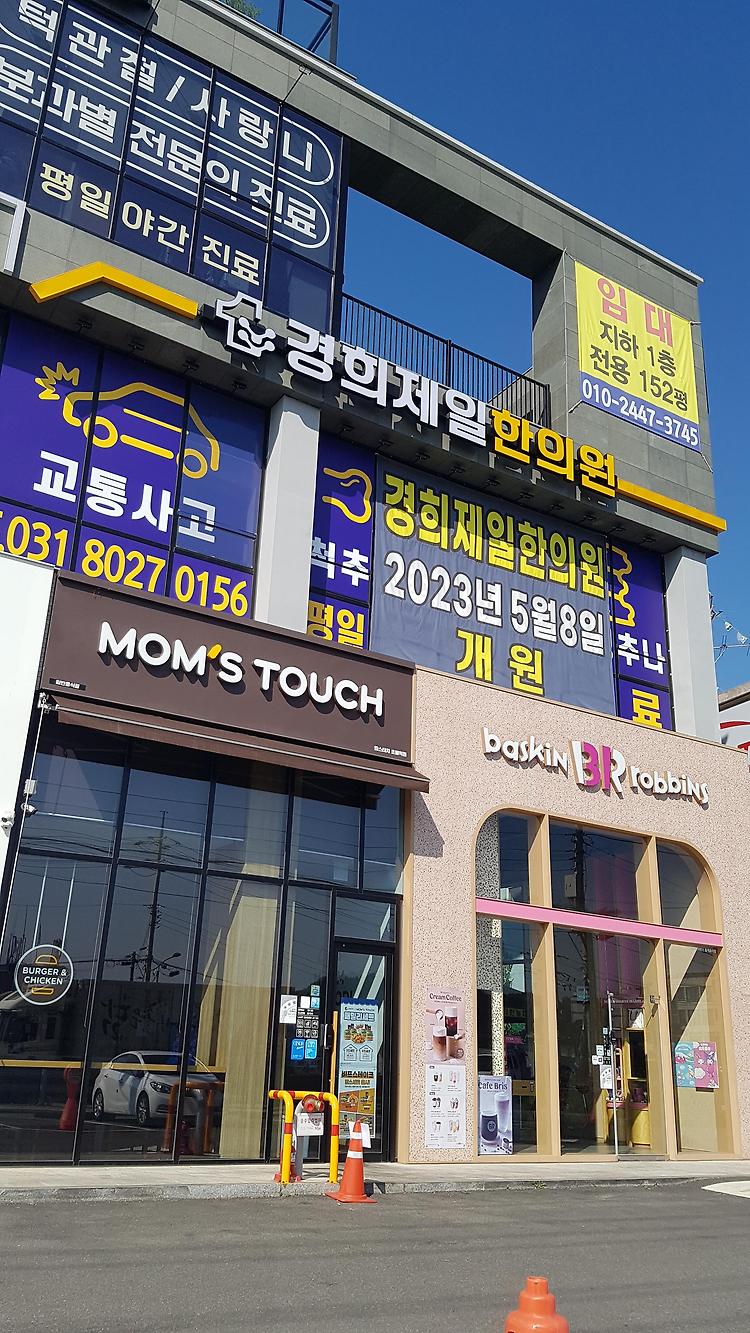 턱관절/사랑니
분과별 전문의 진료
평일 야간 진료
임대
지하 1층
전용 152평
010-2447-3745
경희제일한의원
교통사고
031 8027 0156
척추
평일
경희제일한의원
2023년 5월8일
개원
추나
료
MOM'S TOUCH
baskin BR robbins
BURGER &
CHICKEN
Cream Coffee
Cafe Bris